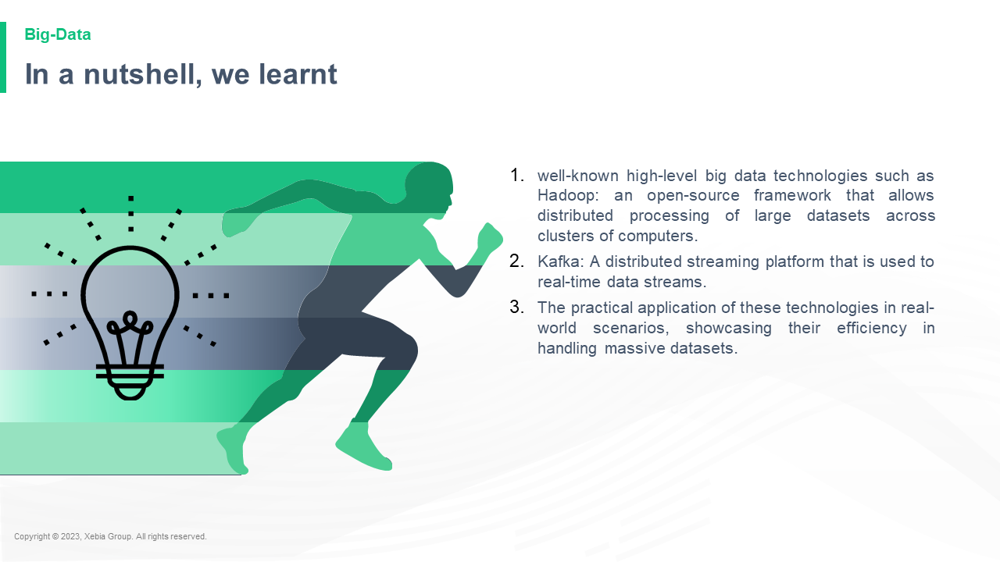 Big-Data
In a nutshell, we learnt
1. well-known high-level big data technologies such as
Hadoop: an open-source framework that allows
distributed processing of large datasets across
clusters of computers.
2. Kafka: A distributed streaming platform that is used to
real-time data streams.
3. The practical application of these technologies in real-
world scenarios, showcasing their efficiency in
handling massive datasets.
Copyright © 2023, Xebia Group. All rights reserved.